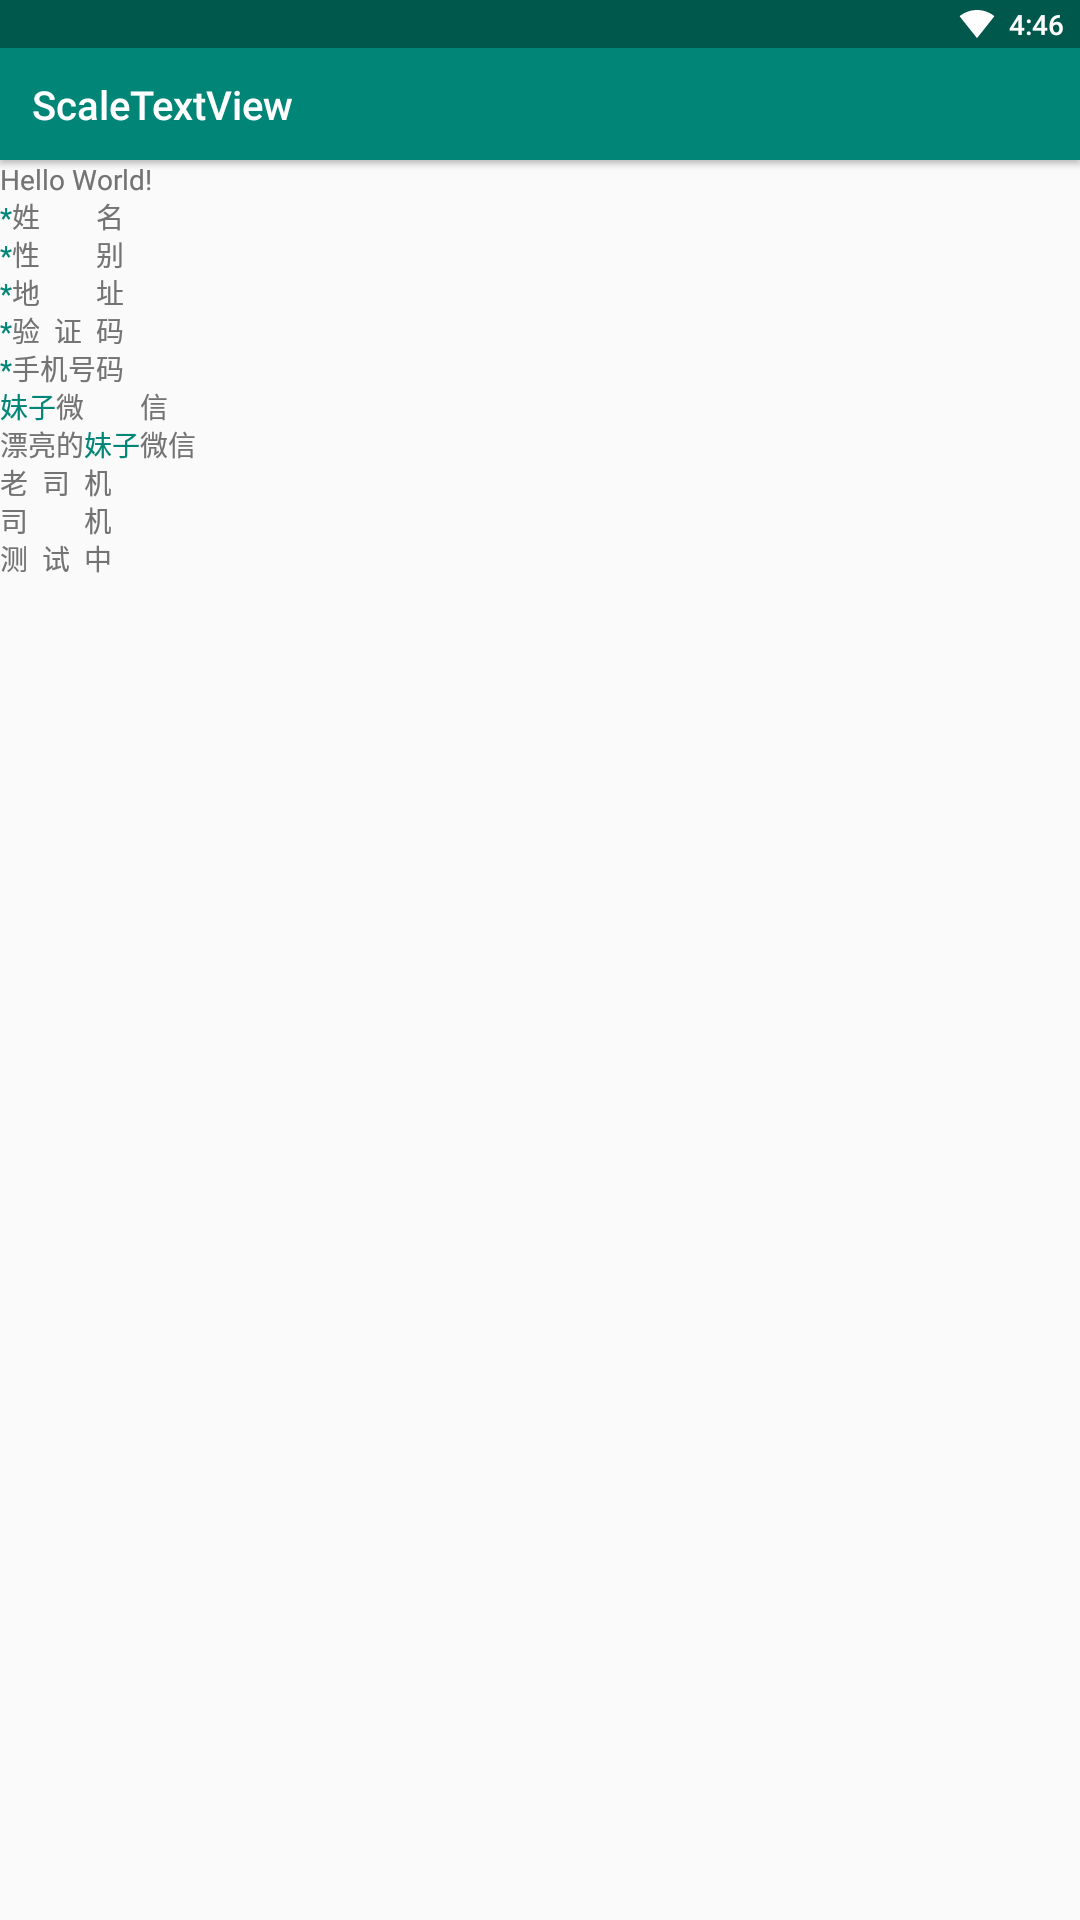 4:46
ScaleTextView
Hello World!
*姓　　名
*性　　别
*地　　址
*验 证 码
*手机号码
妹子微　　信
漂亮的妹子微信
老 司 机
司　　机
测 试 中